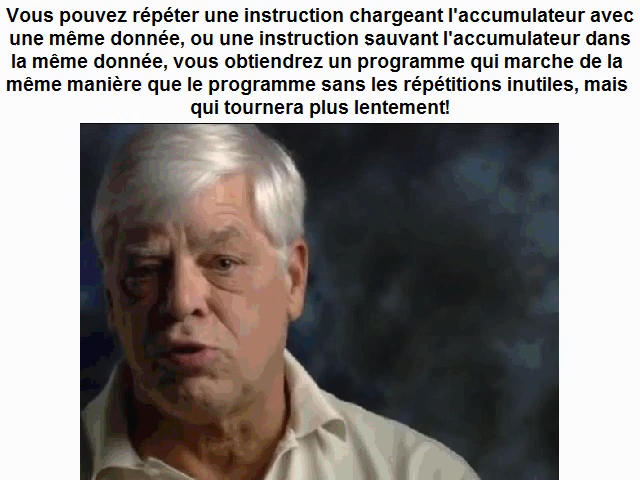 Vous pouvez répéter une instruction chargeant l'accumulateur avec
une même donnée, ou une instruction sauvant l'accumulateur dans
la même donnée, vous obtiendrez un programme qui marche de la
même manière que le programme sans les répétitions inutiles, mais
qui tournera plus lentement!